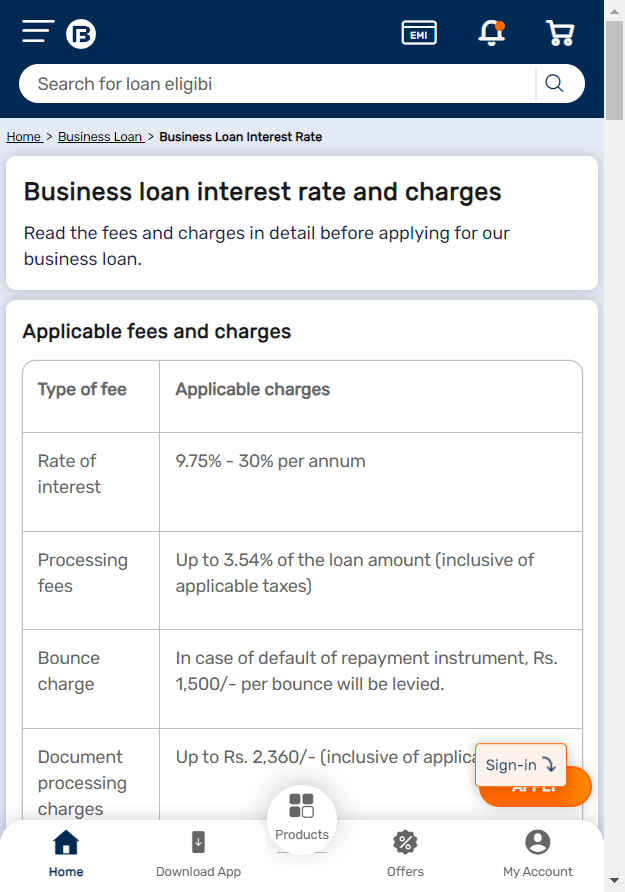 EMI
Search for loan eligibi
Home > Business Loan > Business Loan Interest Rate
Business loan interest rate and charges
Read the fees and charges in detail before applying for our
business loan.
Applicable fees and charges
Type of fee
Applicable charges
Rate of
interest
9.75% - 30% per annum
Processing
fees
Up to 3.54% of the loan amount (inclusive of
applicable taxes)
Bounce
charge
In case of default of repayment instrument, Rs.
1,500/- per bounce will be levied.
Document
processing
charges
Up to Rs. 2,360/- (inclusive of applica
Sign-in
APPLY
Products
Home
Download App
Offers
My Account